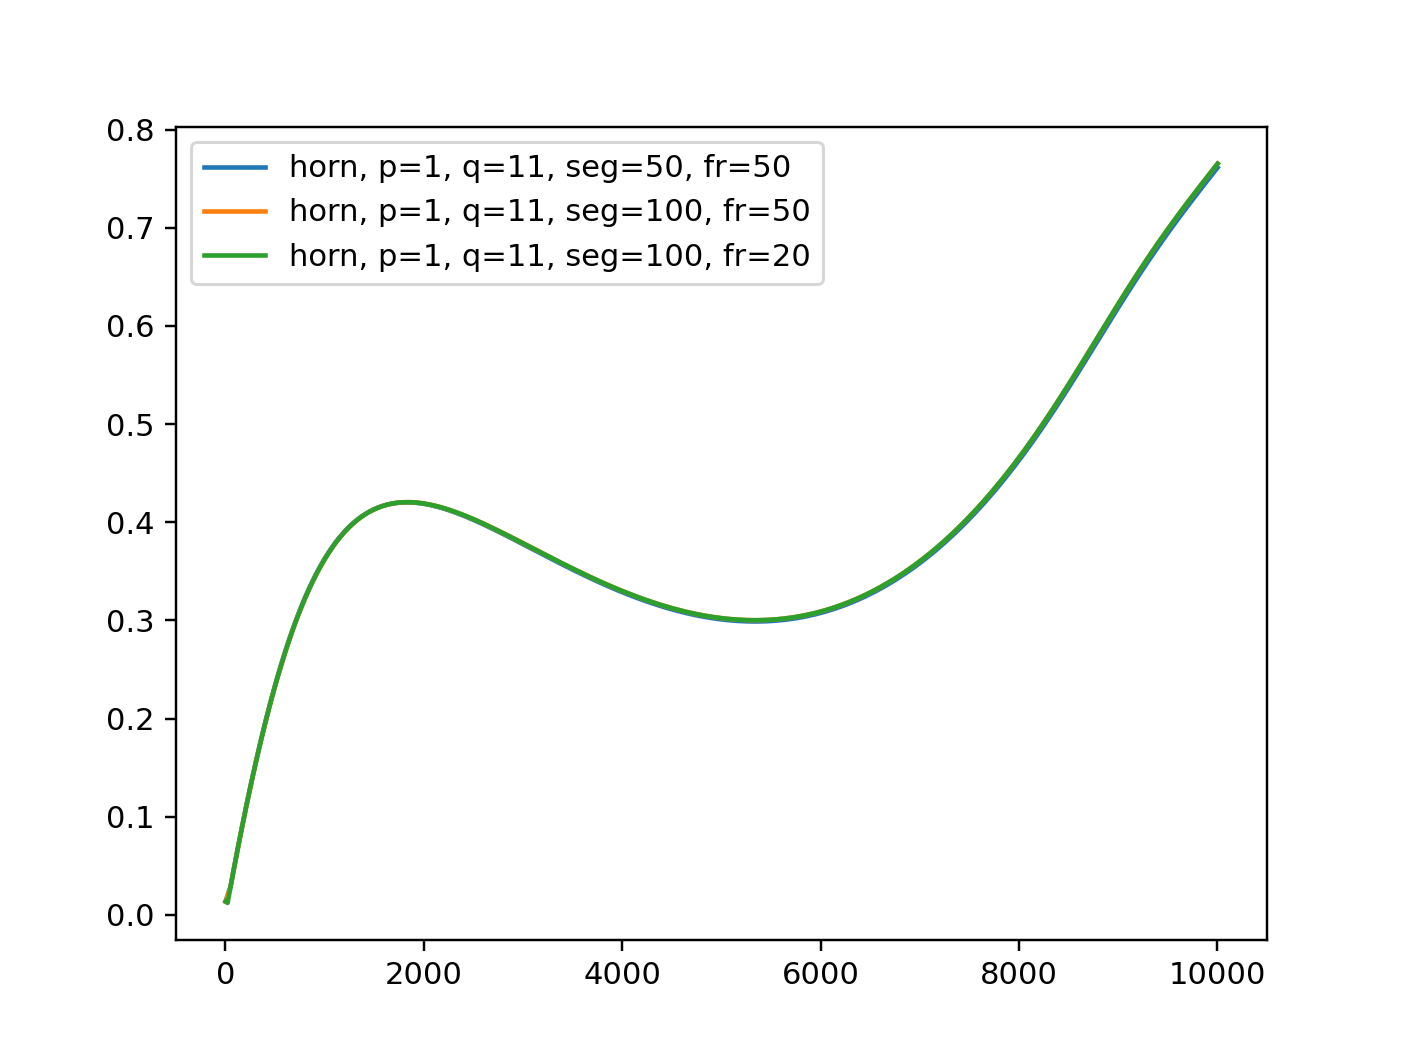 0.8
0.7
0.6
0.5
0.4
0.3
0.2
0.1
0.0
horn, p=1, q=11, seg=50, fr=50
horn, p=1, q=11, seg=100, fr=50
horn, p=1, q=11, seg=100, fr=20
0 2000 4000 6000 8000 10000